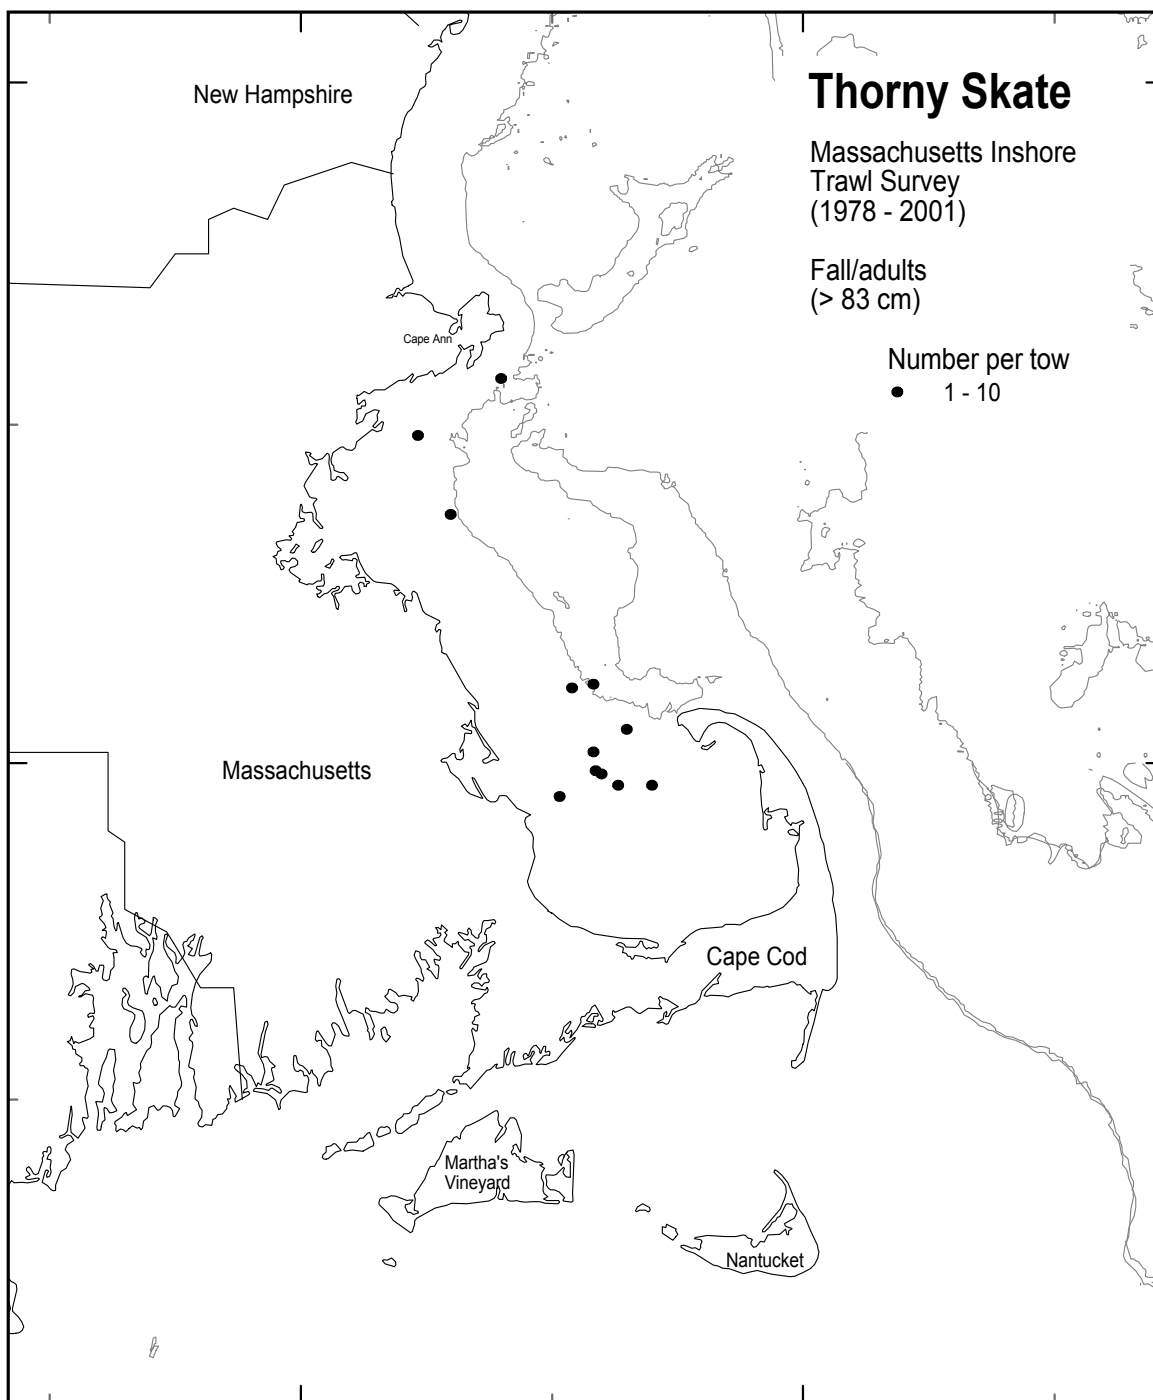 New Hampshire
Thorny Skate
Massachusetts Inshore
Trawl Survey
(1978 - 2001)
Fall/adults
(> 83 cm)
Cape Ann
Number per tow
1 - 10
Massachusetts
Cape Cod
Martha's
Vineyard
Nantucket